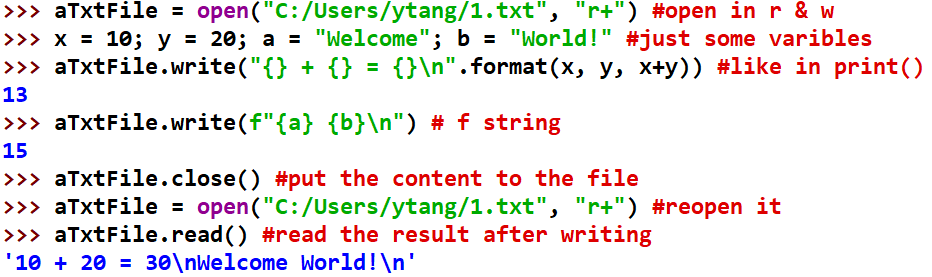 >>> aTxtFile = open("C:/Users/ytang/1.txt", "r+") #open in r & w
>>> x = 10; y = 20; a = "Welcome"; b = "World!" #just some varibles
>>> aTxtFile.write("{} + {} = {}\n".format(x, y, x+y)) #like in print()
13
>>> aTxtFile.write(f"{a} {b}\n") # f string
15
>>> aTxtFile.close() #put the content to the file
>>> aTxtFile = open("C:/Users/ytang/1.txt", "r+") #reopen it
>>> aTxtFile.read() #read the result after writing
'10 + 20 = 30\nWelcome World!\n'